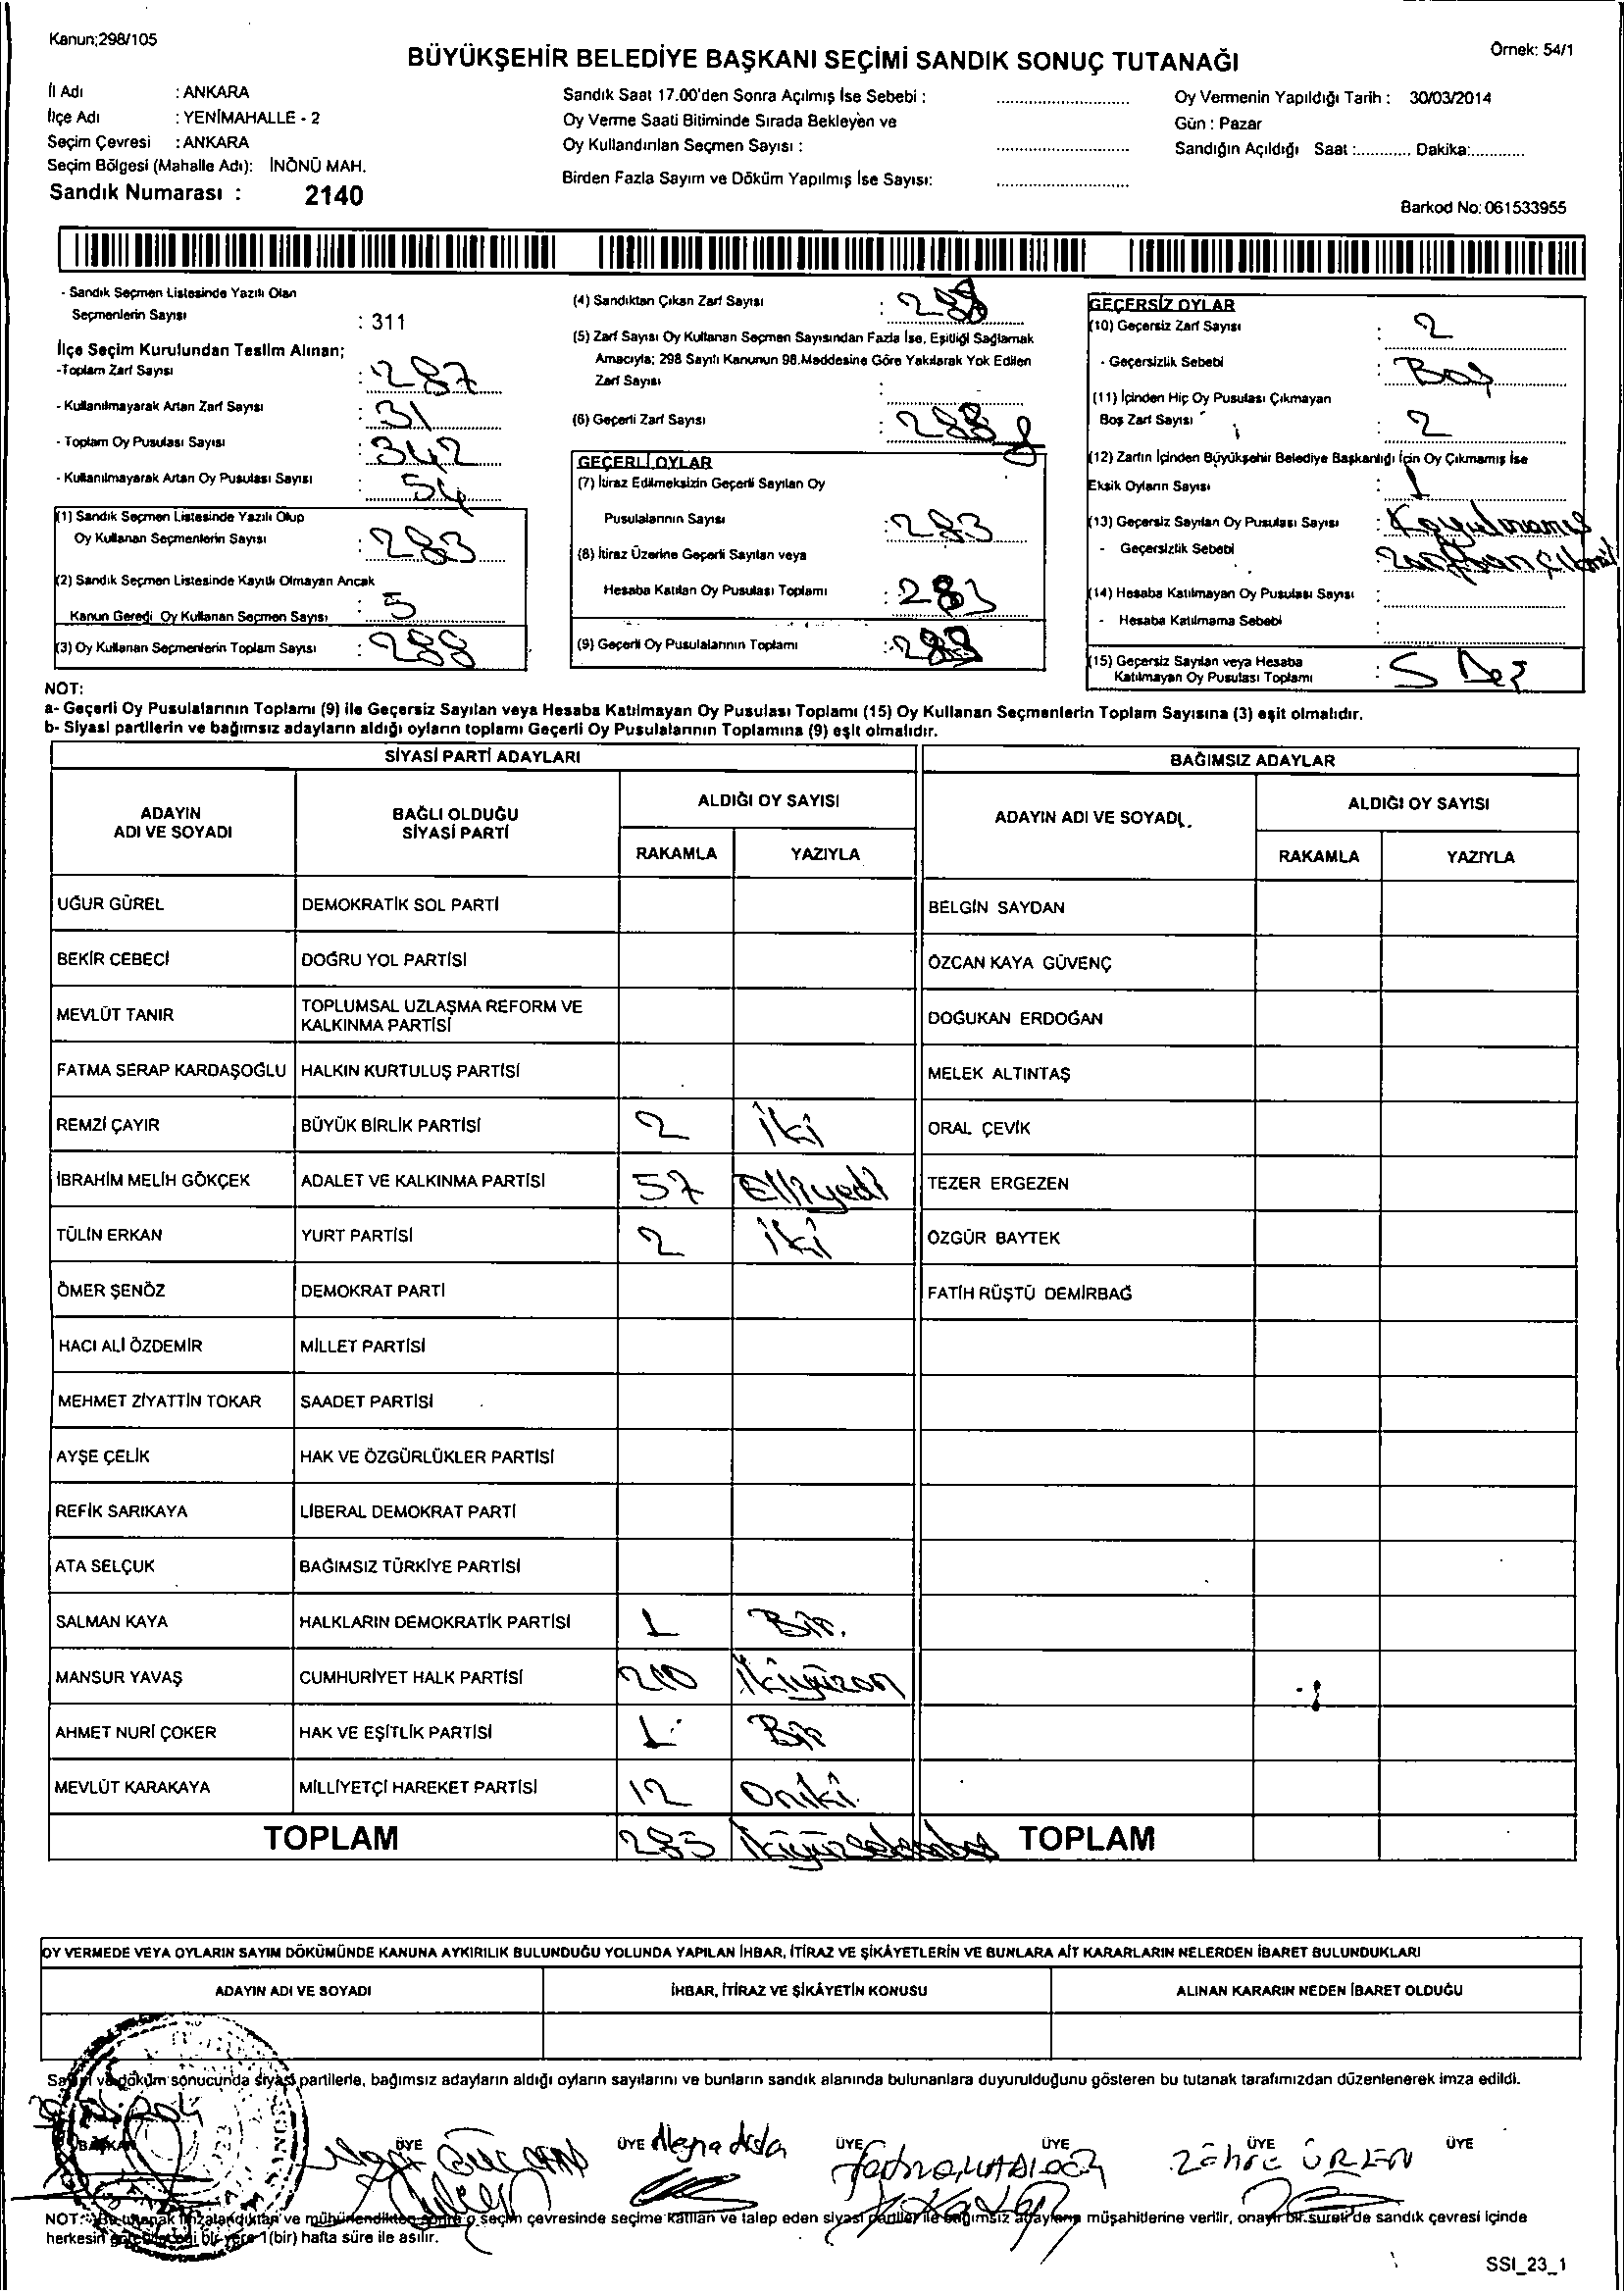 Kanun;298/105
Örnek: 54/1
BÜYÜKŞEHİR BELEDİYE BAŞKANI SEÇİMİ SANDIK SONUÇ TUTANAĞI
İl Adı : ANKARA
İlçe Adı : YENİMAHALLE - 2
Seçim Çevresi : ANKARA
Seçim Bölgesi (Mahalle Adı): İNÖNÜ MAH.
Sandık Numarası : 2140
Sandık Saat 17.00'den Sonra Açılmış İse Sebebi :
Oy Verme Saati Bitiminde Sırada Bekleyen ve
Oy Kullandırılan Seçmen Sayısı :
Birden Fazla Sayım ve Döküm Yapılmış İse Sayısı:
Oy Vermenin Yapıldığı Tarih : 30/03/2014
Gün : Pazar
Sandığın Açıldığı Saat :............ Dakika:............
Barkod No: 061533955
- Sandık Seçmen Listesinde Yazılı Olan
Seçmenlerin Sayısı : 311
İlçe Seçim Kurulundan Teslim Alınan;
-Toplam Zarf Sayısı : 287
- Kullanılmayarak Artan Zarf Sayısı : 31
- Toplam Oy Pusulası Sayısı : 342
- Kullanılmayarak Artan Oy Pusulası Sayısı : 54
(1) Sandık Seçmen Listesinde Yazılı Olup
Oy Kullanan Seçmenlerin Sayısı : 283
(2) Sandık Seçmen Listesinde Kayıtlı Olmayan Ancak
Kanun Gereği Oy Kullanan Seçmen Sayısı : 5
(3) Oy Kullanan Seçmenlerin Toplam Sayısı : 288
(4) Sandıktan Çıkan Zarf Sayısı : 288
(5) Zarf Sayısı Oy Kullanan Seçmen Sayısından Fazla İse, Eşitliği Sağlamak
Amacıyla; 298 Sayılı Kanunun 98.Maddesine Göre Yakılarak Yok Edilen
Zarf Sayısı :
(6) Geçerli Zarf Sayısı : 288
GEÇERLİ OYLAR
(7) İtiraz Edilmeksizin Geçerli Sayılan Oy
Pusulalarının Sayısı : 283
(8) İtiraz Üzerine Geçerli Sayılan veya
Hesaba Katılan Oy Pusulası Toplamı : 283
(9) Geçerli Oy Pusulalarının Toplamı :
GEÇERSİZ OYLAR
(10) Geçersiz Zarf Sayısı : 2
- Geçersizlik Sebebi : Boş
(11) İçinden Hiç Oy Pusulası Çıkmayan
Boş Zarf Sayısı : 2
(12) Zarfın İçinden Büyükşehir Belediye Başkanlığı İçin Oy Çıkmamış İse
Eksik Oyların Sayısı : 1
(13) Geçersiz Sayılan Oy Pusulası Sayısı : Koyulmamış
- Geçersizlik Sebebi :
(14) Hesaba Katılmayan Oy Pusulası Sayısı :
- Hesaba Katılmama Sebebi :
(15) Geçersiz Sayılan veya Hesaba
Katılmayan Oy Pusulası Toplamı : 5
NOT:
a- Geçerli Oy Pusulalarının Toplamı (9) ile Geçersiz Sayılan veya Hesaba Katılmayan Oy Pusulası Toplamı (15) Oy Kullanan Seçmenlerin Toplam Sayısına (3) eşit olmalıdır.
b- Siyasi partilerin ve bağımsız adayların aldığı oyların toplamı Geçerli Oy Pusulalarının Toplamına (9) eşit olmalıdır.
SİYASİ PARTİ ADAYLARI
ADAYIN ADI VE SOYADI
BAĞLI OLDUĞU SİYASİ PARTİ
ALDIĞI OY SAYISI
RAKAMLA YAZIYLA
UĞUR GÜREL DEMOKRATİK SOL PARTİ
BEKİR CEBECİ DOĞRU YOL PARTİSİ
MEVLÜT TANIR TOPLUMSAL UZLAŞMA REFORM VE KALKINMA PARTİSİ
FATMA SERAP KARDAŞOĞLU HALKIN KURTULUŞ PARTİSİ
REMZİ ÇAYIR BÜYÜK BİRLİK PARTİSİ 2 iki
İBRAHİM MELİH GÖKÇEK ADALET VE KALKINMA PARTİSİ 57 Elliyedi
TÜLİN ERKAN YURT PARTİSİ 2 iki
ÖMER ŞENÖZ DEMOKRAT PARTİ
HACI ALİ ÖZDEMİR MİLLET PARTİSİ
MEHMET ZİYATTİN TOKAR SAADET PARTİSİ
AYŞE ÇELİK HAK VE ÖZGÜRLÜKLER PARTİSİ
REFİK SARIKAYA LİBERAL DEMOKRAT PARTİ
ATA SELÇUK BAĞIMSIZ TÜRKİYE PARTİSİ
SALMAN KAYA HALKLARIN DEMOKRATİK PARTİSİ 1 Bir.
MANSUR YAVAŞ CUMHURİYET HALK PARTİSİ 210 İkiyüzon
AHMET NURİ ÇOKER HAK VE EŞİTLİK PARTİSİ 1 Bir
MEVLÜT KARAKAYA MİLLİYETÇİ HAREKET PARTİSİ 12 Oniki.
TOPLAM 285 İkiyüzseksenbeş
BAĞIMSIZ ADAYLAR
ADAYIN ADI VE SOYADI
ALDIĞI OY SAYISI
RAKAMLA YAZIYLA
BELGİN SAYDAN
ÖZCAN KAYA GÜVENÇ
DOĞUKAN ERDOĞAN
MELEK ALTINTAŞ
ORAL ÇEVİK
TEZER ERGEZEN
ÖZGÜR BAYTEK
FATİH RÜŞTÜ DEMİRBAĞ
TOPLAM
OY VERMEDE VEYA OYLARIN SAYIM DÖKÜMÜNDE KANUNA AYKIRILIK BULUNDUĞU YOLUNDA YAPILAN İHBAR, İTİRAZ VE ŞİKÂYETLERİN VE BUNLARA AİT KARARLARIN NELERDEN İBARET BULUNDUKLARI
ADAYIN ADI VE SOYADI
İHBAR, İTİRAZ VE ŞİKÂYETİN KONUSU
ALINAN KARARIN NEDEN İBARET OLDUĞU
Sayım ve döküm sonucunda siyasi partilerle, bağımsız adayların aldığı oyların sayılarını ve bunların sandık alanında bulunanlara duyurulduğunu gösteren bu tutanak tarafımızdan düzenlenerek imza edildi.
BAŞKAN ÜYE ÜYE ÜYE ÜYE ÜYE ÜYE
Zöhre ÜREN
NOT: Bu tutanak imzalandıktan ve mühürlendikten sonra o seçim çevresinde seçime katılan ve talep eden siyasi partiler ile bağımsız adayların müşahitlerine verilir, onaylı bir sureti de sandık çevresi içinde
herkesin görebileceği bir yere 1(bir) hafta süre ile asılır.
SSI_23_1